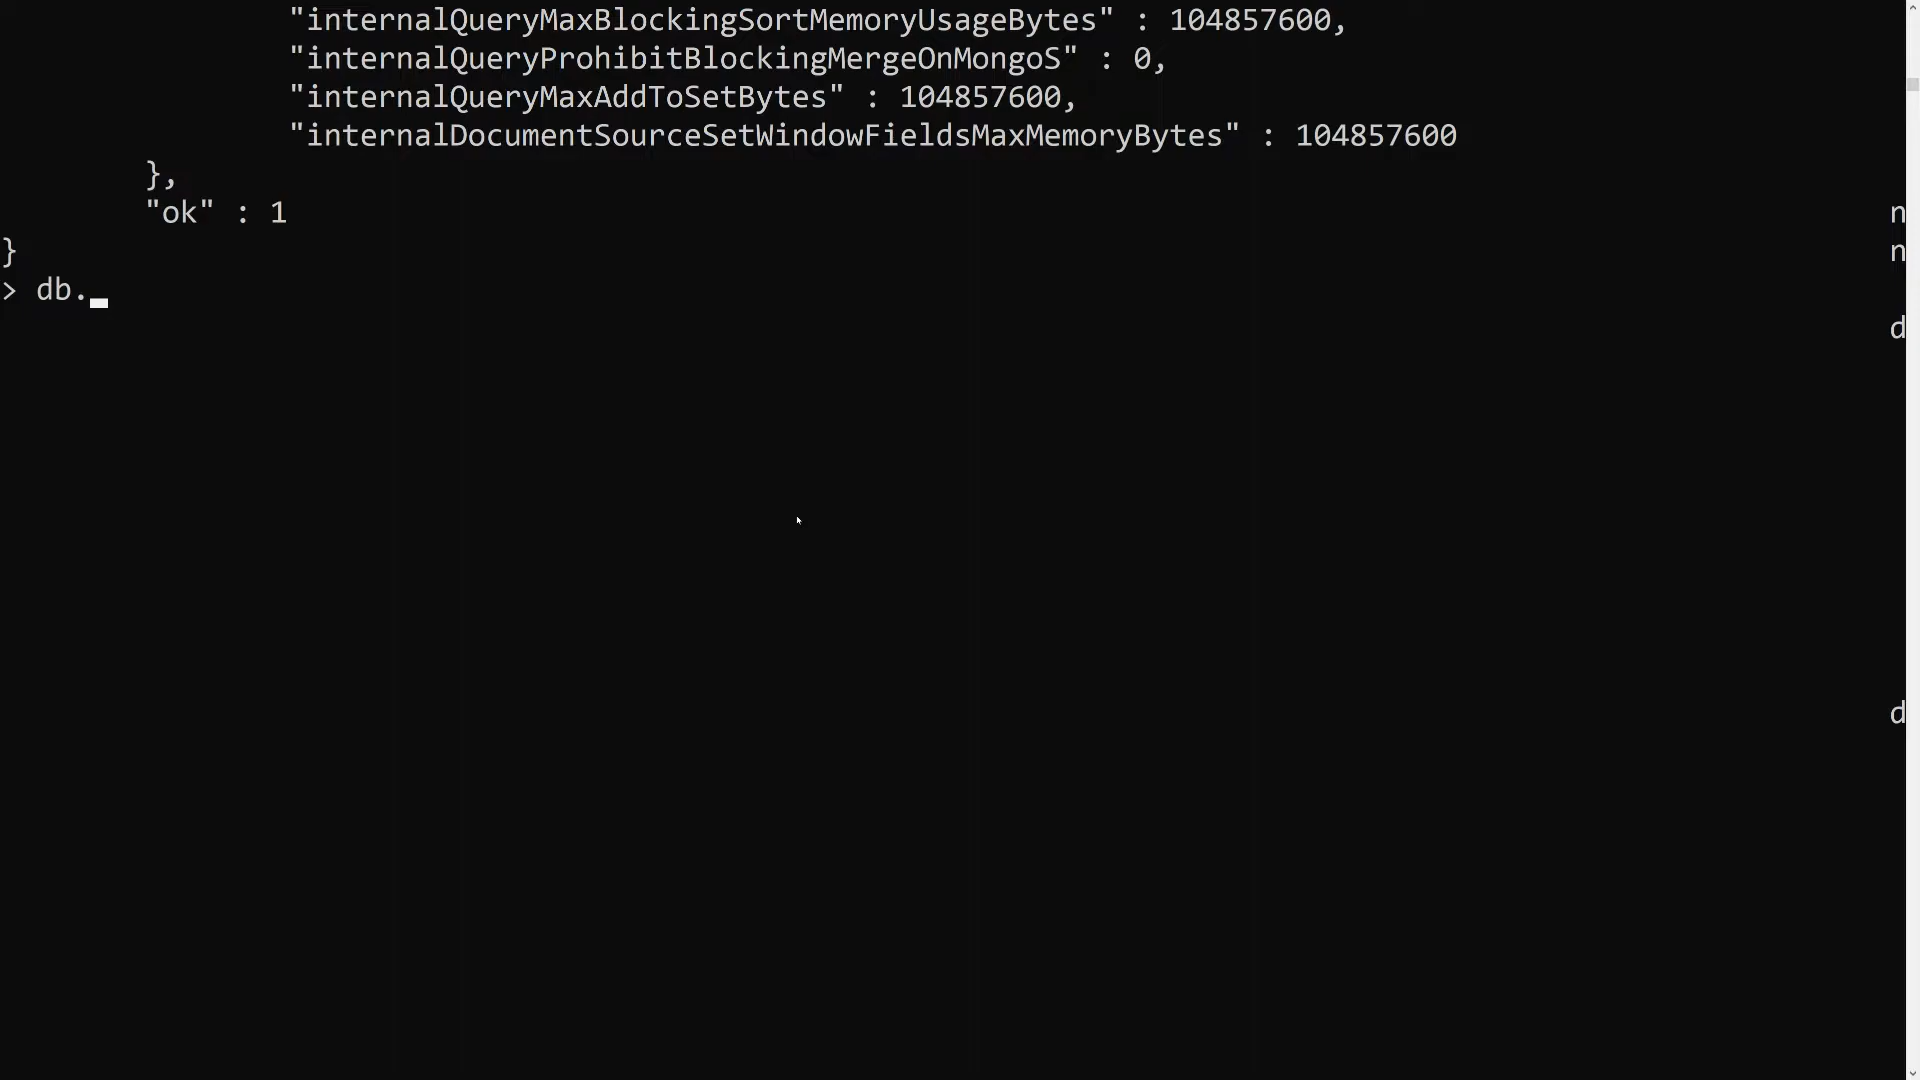 "internalQueryMaxBlockingSortMemoryUsageBytes" : 104857600,
"internalQueryProhibitBlockingMergeOnMongoS" : 0,
"internalQueryMaxAddToSetBytes" : 104857600,
"internalDocumentSourceSetWindowFieldsMaxMemoryBytes" : 104857600
},
"ok" : 1
n
}
n
> db.
d
d